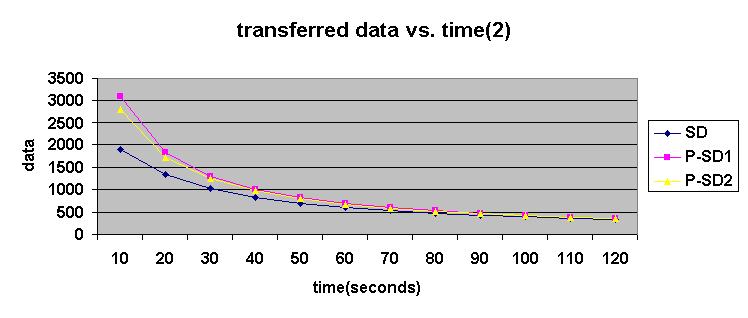 transferred data vs. time(2)
3500
3000
2500
2000
1500
1000
500
0
data
10 20 30 40 50 60 70 80 90 100 110 120
time(seconds)
SD
P-SD1
P-SD2